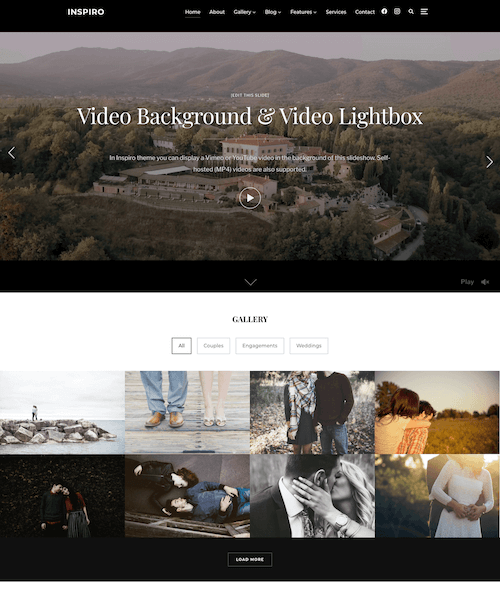 INSPIRO
Home About Gallery Blog Features Services Contact
[EDIT THIS SLIDE]
Video Background & Video Lightbox
In Inspiro theme you can display a Vimeo or YouTube video in the background of this slideshow. Self-
hosted (MP4) videos are also supported.
Play
GALLERY
All Couples Engagements Weddings
LOAD MORE